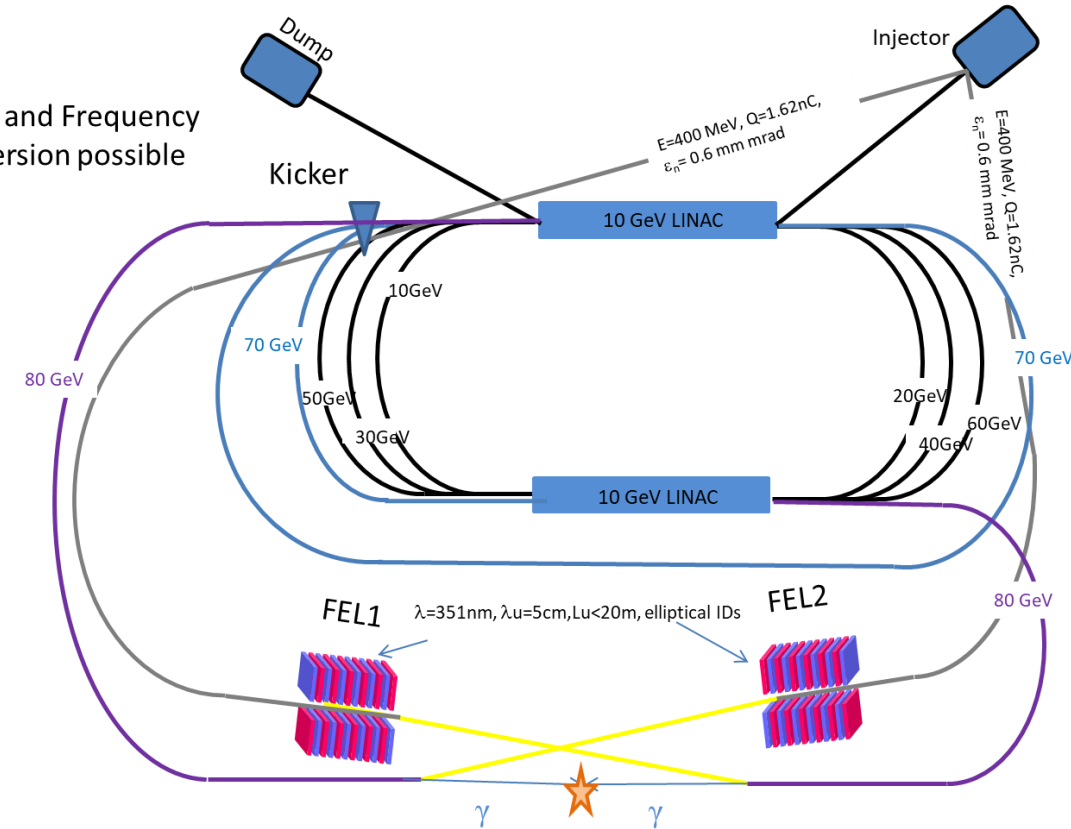 Dump
Injector
and Frequency
ersion possible
E=400 MeV, Q=1.62nC,
εn= 0.6 mm mrad
E=400 MeV, Q=1.62nC,
εn= 0.6 mm mrad
Kicker
10 GeV LINAC
10GeV
70 GeV
70 GeV
80 GeV
50GeV
20GeV
60GeV
30GeV
40GeV
10 GeV LINAC
FEL1
λ=351nm, λu=5cm,Lu<20m, elliptical IDs
FEL2
80 GeV
γ
γ